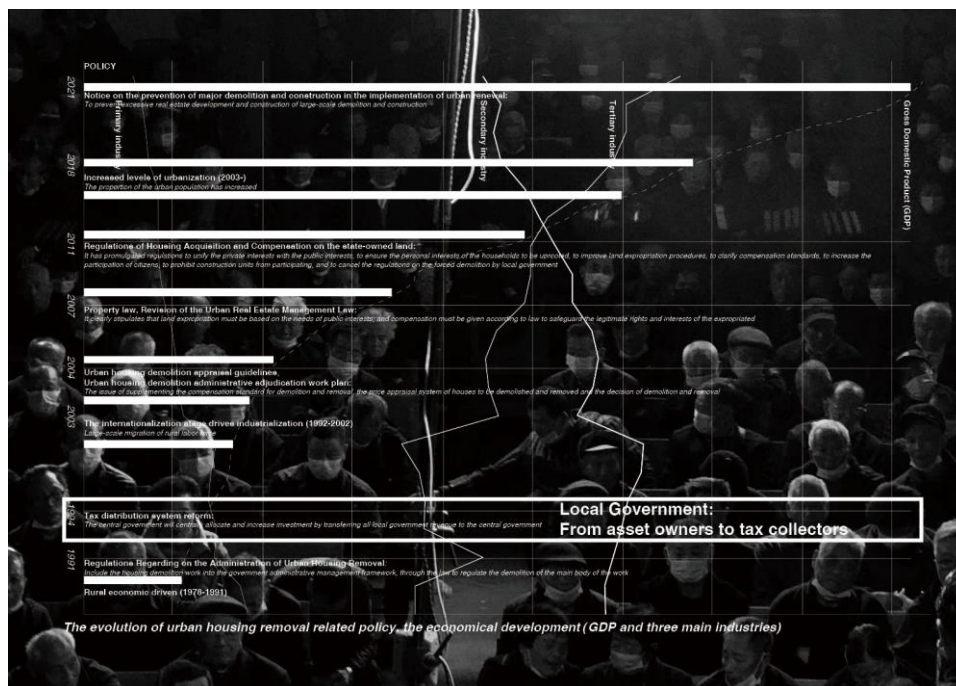 POLICY
2021
Notice on the prevention of major demolition and construction in the implementation of urban renewal:
To prevent excessive real estate development and construction of large-scale demolition and construction
Primary industry
Secondary industry
Tertiary industry
Gross Domestic Product (GDP)
2018
Increased levels of urbanization (2003-)
The proportion of the urban population has increased
2011
Regulations of Housing Acquisition and Compensation on the state-owned land:
It has promulgated regulations to unify the private interests with the public interests, to ensure the personal interests of the households to be uprooted, to improve land expropriation procedures, to clarify compensation standards, to increase the
participation of citizens, to prohibit construction units from participating, and to cancel the regulations on the forced demolition by local government
2007
Property law, Revision of the Urban Real Estate Management Law:
It clearly stipulates that land expropriation must be based on the needs of public interests, and compensation must be given according to law to safeguard the legitimate rights and interests of the expropriated
2004
Urban housing demolition appraisal guidelines,
Urban housing demolition administrative adjudication work plan:
The issue of supplementing the compensation standard for demolition and removal, the price appraisal system of houses to be demolished and removed and the decision of demolition and removal
2003
The internationalization stage drives industrialization (1992-2002)
Large-scale migration of rural labor force
1994
Tax distribution system reform:
The central government will centrally allocate and increase investment by transferring all local government revenue to the central government
Local Government:
From asset owners to tax collectors
1991
Regulations Regarding on the Administration of Urban Housing Removal:
Include the housing demolition work into the government administrative management framework, through the law to regulate the demolition of the main body of the work
Rural economic driven (1978-1991)
The evolution of urban housing removal related policy, the economical development (GDP and three main industries)